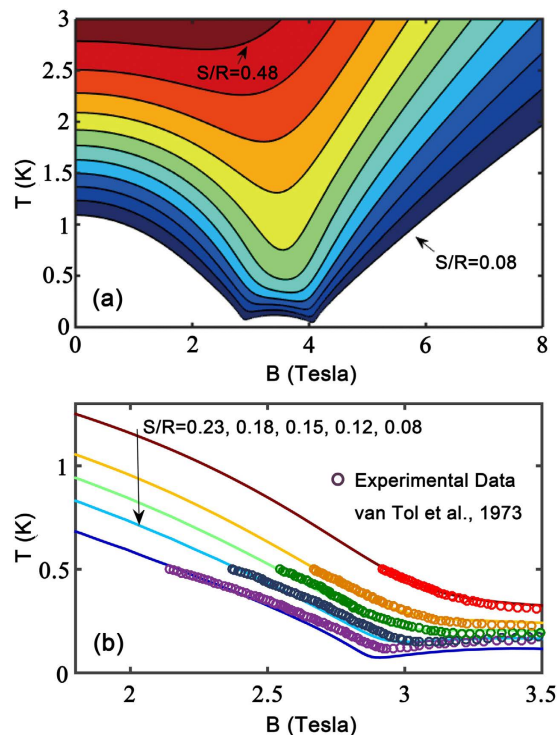 3
2.5
S/R=0.48
2
T (K)
1.5
1
S/R=0.08
0.5
(a)
0
0
2
4
6
8
B (Tesla)
S/R=0.23, 0.18, 0.15, 0.12, 0.08
1
Experimental Data
T (K)
van Tol et al., 1973
0.5
(b)
0
2
2.5
3
3.5
B (Tesla)